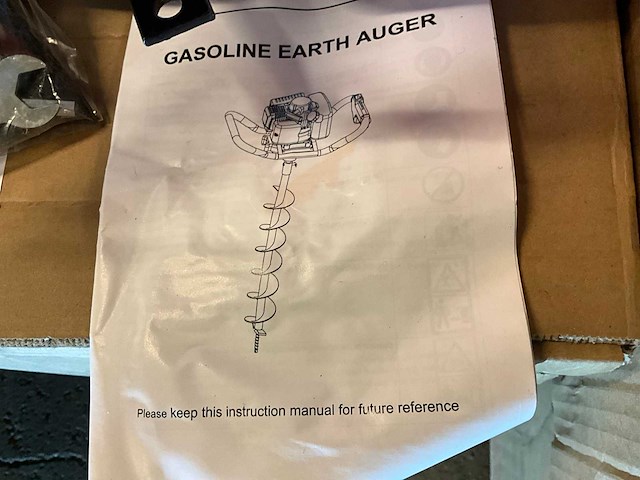 GASOLINE EARTH AUGER
Please keep this instruction manual for future reference